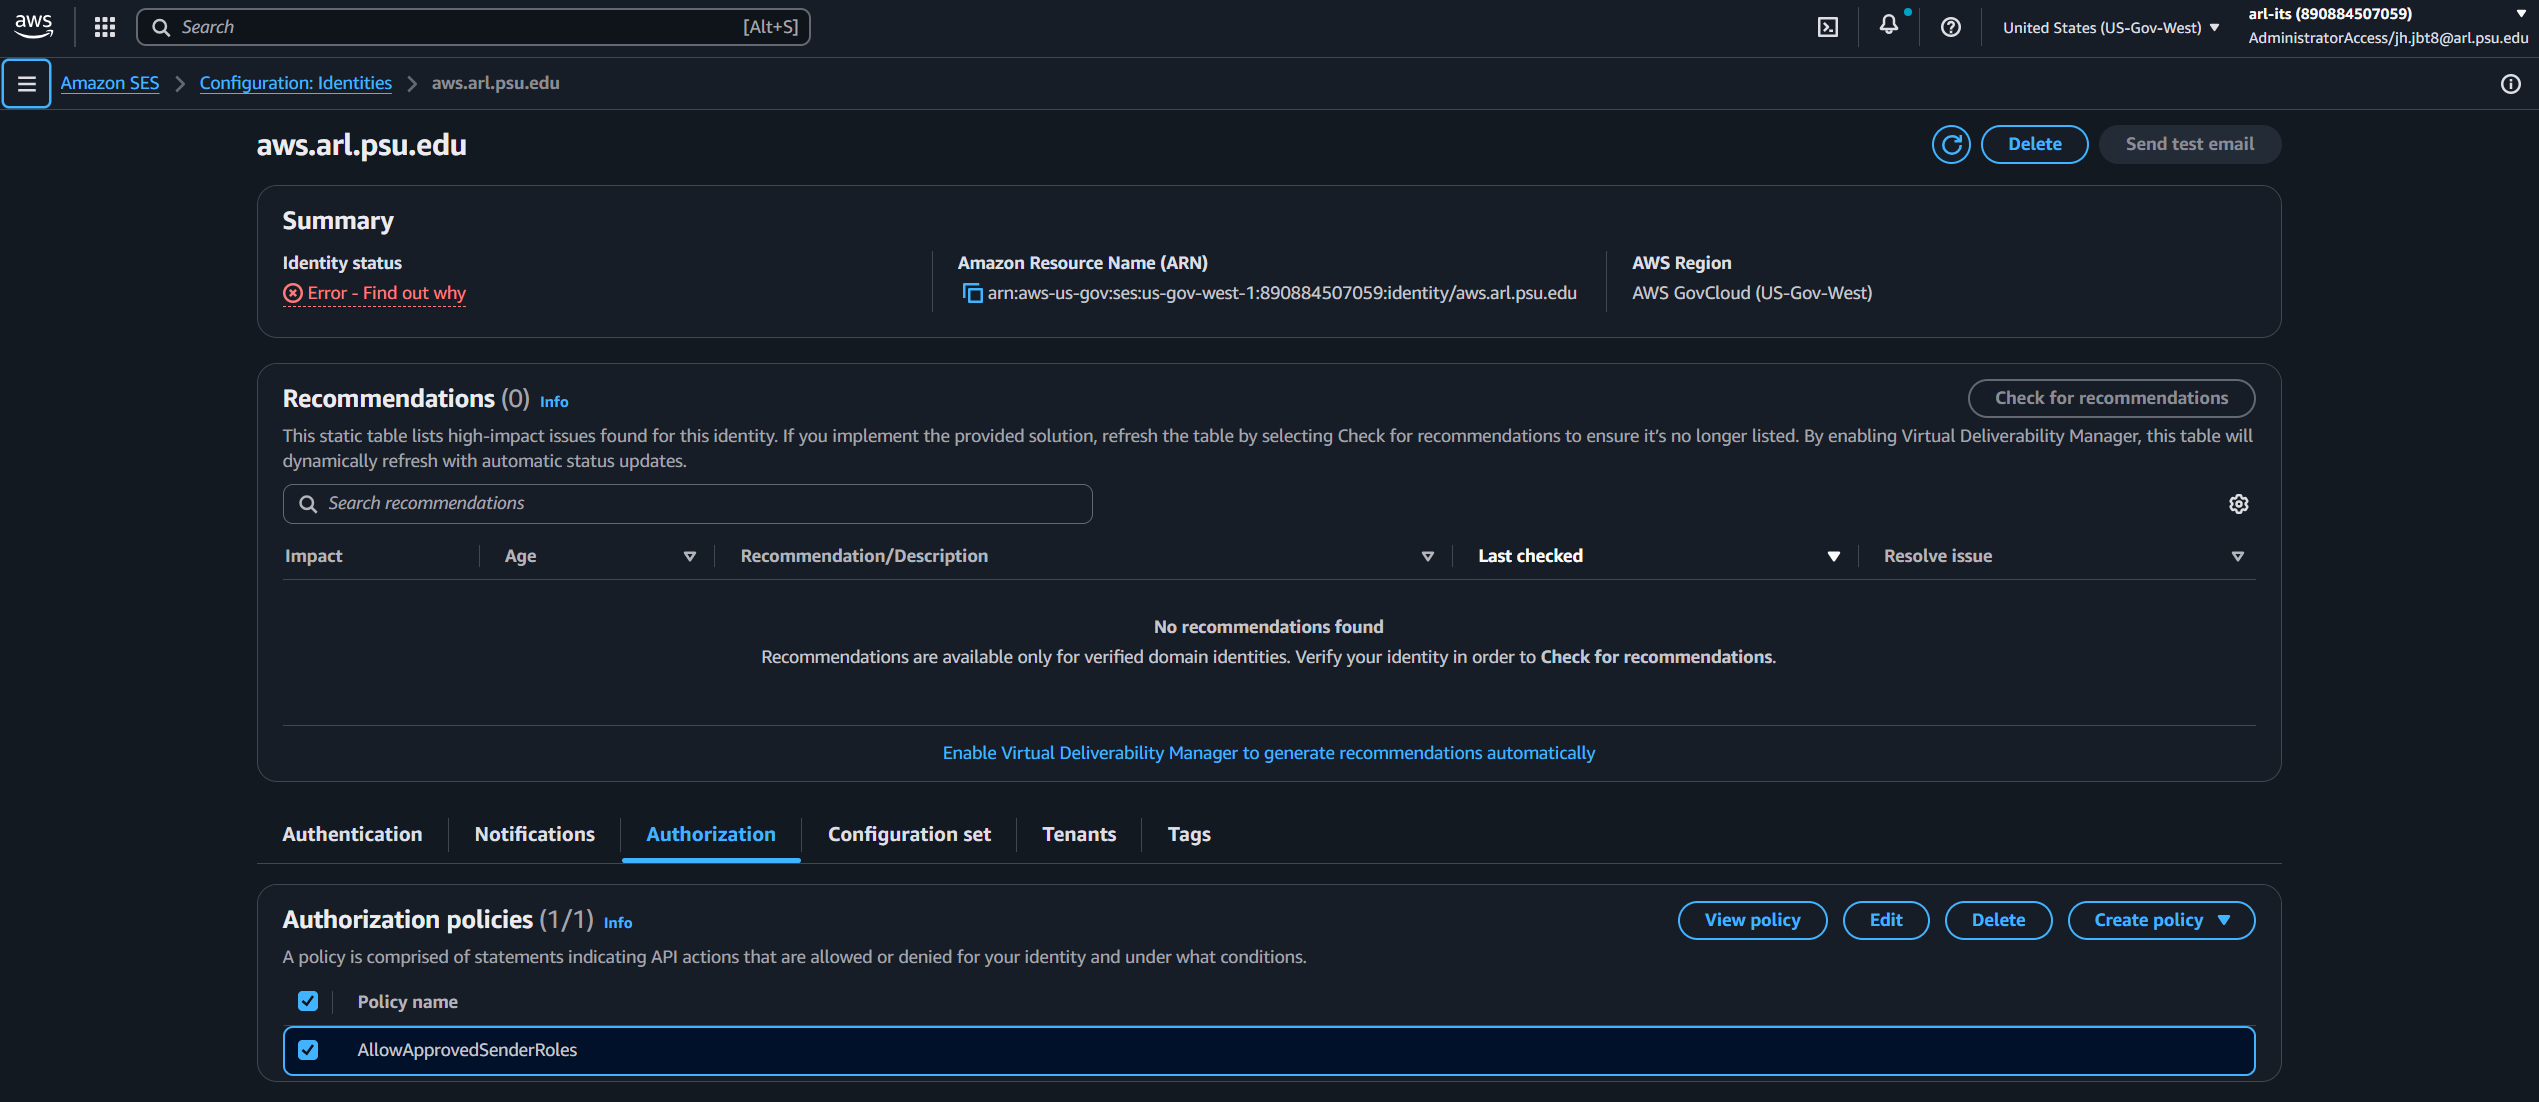 aws
Search [Alt+S]
United States (US-Gov-West)
arl-its (890884507059)
AdministratorAccess/jh.jbt8@arl.psu.edu
Amazon SES > Configuration: Identities > aws.arl.psu.edu
aws.arl.psu.edu
Delete
Send test email
Summary
Identity status
Error - Find out why
Amazon Resource Name (ARN)
arn:aws-us-gov:ses:us-gov-west-1:890884507059:identity/aws.arl.psu.edu
AWS Region
AWS GovCloud (US-Gov-West)
Recommendations (0) Info
Check for recommendations
This static table lists high-impact issues found for this identity. If you implement the provided solution, refresh the table by selecting Check for recommendations to ensure it's no longer listed. By enabling Virtual Deliverability Manager, this table will
dynamically refresh with automatic status updates.
Search recommendations
Impact Age Recommendation/Description Last checked Resolve issue
No recommendations found
Recommendations are available only for verified domain identities. Verify your identity in order to Check for recommendations.
Enable Virtual Deliverability Manager to generate recommendations automatically
Authentication Notifications Authorization Configuration set Tenants Tags
Authorization policies (1/1) Info
View policy Edit Delete Create policy
A policy is comprised of statements indicating API actions that are allowed or denied for your identity and under what conditions.
Policy name
AllowApprovedSenderRoles